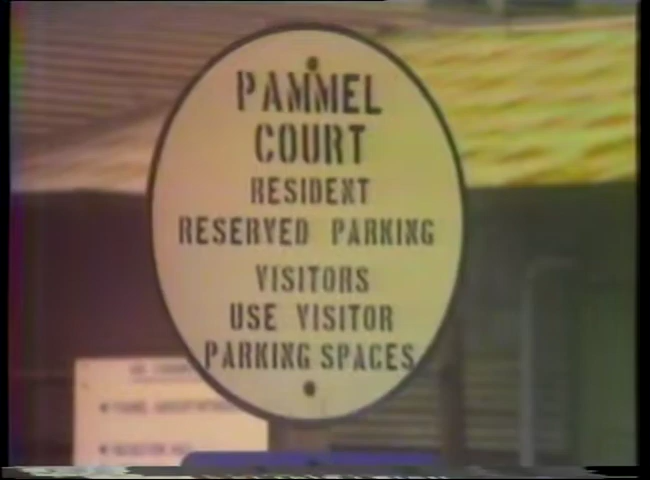 PAMMEL
COURT
RESIDENT
RESERVED PARKING
VISITORS
USE VISITOR
PARKING SPACES